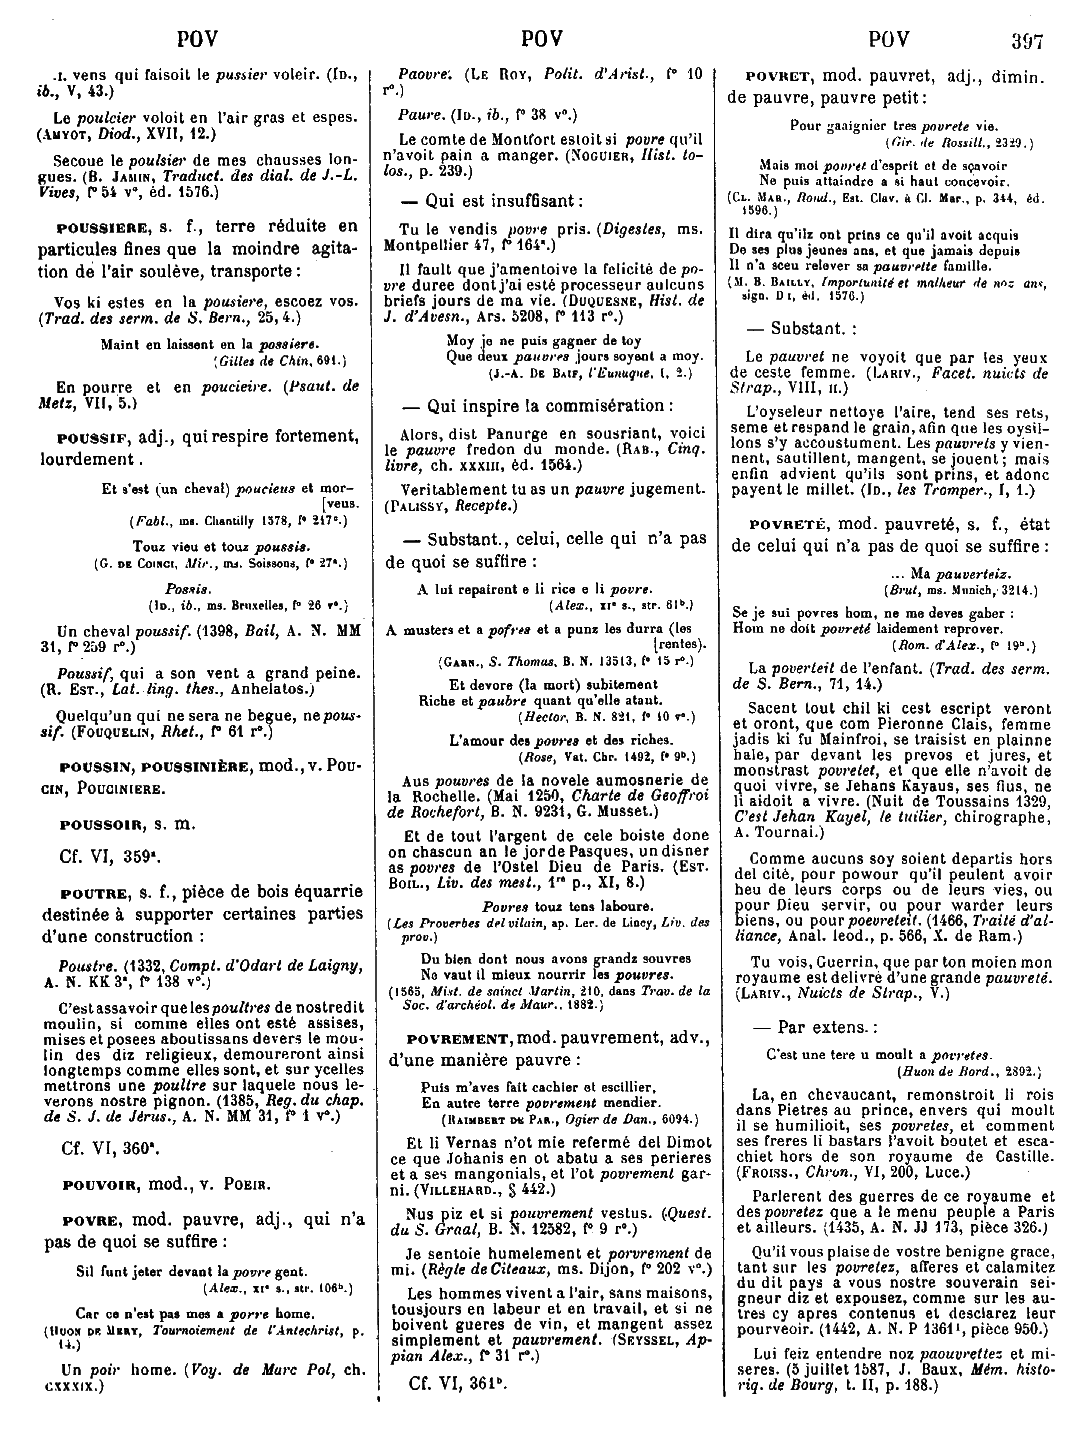 POV
POV
POV
397
.I. vens qui faisoit le pussier voleir. (ID.,
ib., V, 43.)
Le poulcier voloit en l'air gras et espes.
(AMYOT, Diod., XVII, 12.)
Secoue le poulsier de mes chausses lon-
gues. (B. JAMIN, Traduct. des dial. de J.-L.
Vives, f° 54 v°, éd. 1576.)
POUSSIERE, s. f., terre réduite en
particules fines que la moindre agita-
tion de l'air soulève, transporte :
Vos ki estes en la pousiere, escoez vos.
(Trad. des serm. de S. Bern., 25, 4.)
Maint en laissent en la possiere.
(Gilles de Chin, 691.)
En pourre et en poucieire. (Psaut. de
Metz, VII, 5.)
POUSSIF, adj., qui respire fortement,
lourdement.
Et s'est (un cheval) poucieus et mor-
[veus.
(Fabl., ms. Chantilly 1578, f° 217°.)
Touz vieu et touz poussis.
(G. DE COINCI, Mir., ms. Soissons, f° 27ª.)
Possis.
(ID., ib., ms. Bruxelles, f° 26 r°.)
Un cheval poussif. (1398, Bail, A. N. MM
31, f° 259 r°.)
Poussif, qui a son vent a grand peine.
(R. EST., Lat. ling. thes., Anhelatos.)
Quelqu'un qui ne sera ne begue, ne pous-
sif. (FOUQUELIN, Rhet., f° 61 r°.)
POUSSIN, POUSSINIÈRE, mod., v. POU-
CIN, POUCINIERE.
POUSSOIR, s. m.
Cf. VI, 359ª.
POUTRE, s. f., pièce de bois équarrie
destinée à supporter certaines parties
d'une construction :
Poustre. (1332, Compt. d'Odart de Laigny,
A. N. KK 3ª, f° 138 v°.)
C'est assavoir que les poultres de nostredit
moulin, si comme elles ont esté assises,
mises et posees aboutissans devers le mou-
lin des diz religieux, demoureront ainsi
longtemps comme elles sont, et sur ycelles
mettrons une poultre sur laquele nous le-
verons nostre pignon. (1385, Reg. du chap.
de S. J. de Jérus., A. N. MM 31, f° 1 v°.)
Cf. VI, 360ª.
POUVOIR, mod., v. POEIR.
POVRE, mod. pauvre, adj., qui n'a
pas de quoi se suffire :
Sil funt jeter devant la povre gent.
(Alex., XIe s., str. 106ᵇ.)
Car ce n'est pas mes a porre home.
(HUON DE MERY, Tournoiement de l'Antechrist, p.
14.)
Un poir home. (Voy. de Marc Pol, ch.
CXXXIX.)
Paovre. (LE ROY, Polit. d'Arist., f° 10
r°.)
Paure. (ID., ib., f° 38 v°.)
Le comte de Montfort estoit si povre qu'il
n'avoit pain a manger. (NOGUIER, Hist. to-
los., p. 239.)
— Qui est insuffisant :
Tu le vendis povre pris. (Digestes, ms.
Montpellier 47, f° 164ª.)
Il fault que j'amentoive la felicité de po-
vre duree dont j'ai esté processeur aulcuns
briefs jours de ma vie. (DUQUESNE, Hist. de
J. d'Avesn., Ars. 5208, f° 113 r°.)
Moy je ne puis gagner de toy
Que deux pauvres jours soyent a moy.
(J.-A. DE BAIF, l'Eunuque, I, 2.)
— Qui inspire la commisération :
Alors, dist Panurge en sousriant, voici
le pauvre fredon du monde. (RAB., Cinq.
livre, ch. XXXIII, éd. 1564.)
Veritablement tu as un pauvre jugement.
(PALISSY, Recepte.)
— Substant., celui, celle qui n'a pas
de quoi se suffire :
A lui repairont e li rice e li povre.
(Alex., XIe s., str. 61ᵇ.)
A musters et a pofres et a punz les durra (les
[rentes).
(GARN., S. Thomas, B. N. 13513, f° 15 r°.)
Et devore (la mort) subitement
Riche et paubre quant qu'elle ataut.
(Hector, B. N. 821, f° 10 r°.)
L'amour des povres et des riches.
(Rose, Vat. Chr. 1492, f° 9ᵇ.)
Aus pouvres de la novele aumosnerie de
la Rochelle. (Mai 1250, Charte de Geoffroi
de Rochefort, B. N. 9231, G. Musset.)
Et de tout l'argent de cele boiste done
on chascun an le jor de Pasques, un disner
as povres de l'Ostel Dieu de Paris. (EST.
BOIL., Liv. des mest., 1re p., XI, 8.)
Povres touz tens laboure.
(Les Proverbes del vilain, ap. Ler. de Lincy, Liv. des
prov.)
Du bien dont nous avons grandz souvres
No vaut il mieux nourrir les pouvres.
(1565, Mist. de sainct Martin, 210, dans Trav. de la
Soc. d'archéol. de Maur., 1882.)
POVREMENT, mod. pauvrement, adv.,
d'une manière pauvre :
Puis m'aves fait cachier et escillier,
En autre terre povrement mendier.
(RAIMBERT DE PAR., Ogier de Dan., 6094.)
Et li Vernas n'ot mie refermé del Dimot
ce que Johanis en ot abatu a ses perieres
et a ses mangonials, et l'ot povrement gar-
ni. (VILLEHARD., § 442.)
Nus piz et si pouvrement vestus. (Quest.
du S. Graal, B. N. 12582, f° 9 r°.)
Je sentoie humelement et porvrement de
mi. (Règle de Citeaux, ms. Dijon, f° 202 v°.)
Les hommes vivent a l'air, sans maisons,
tousjours en labeur et en travail, et si ne
boivent gueres de vin, et mangent assez
simplement et pauvrement. (SEYSSEL, Ap-
pian Alex., f° 31 r°.)
Cf. VI, 361ᵇ.
POVRET, mod. pauvret, adj., dimin.
de pauvre, pauvre petit :
Pour gaaignier tres povrete vie.
(Gir. de Rossill., 2329.)
Mais moi povret d'esprit et de sçavoir
Ne puis attaindre a si haut concevoir.
(CL. MAR., Rond., Est. Clav. à Cl. Mar., p. 344, éd.
1596.)
Il dira qu'ilz ont prins ce qu'il avoit acquis
De ses plus jeunes ans, et que jamais depuis
Il n'a sceu relever sa pauvrette famille.
(M. B. BAILLY, Importunité et malheur de noz ans,
sign. D I, éd. 1576.)
— Substant. :
Le pauvret ne voyoit que par les yeux
de ceste femme. (LARIV., Facet. nuicts de
Strap., VIII, II.)
L'oyseleur nettoye l'aire, tend ses rets,
seme et respand le grain, afin que les oysil-
lons s'y accoustument. Les pauvrets y vien-
nent, sautillent, mangent, se jouent ; mais
enfin advient qu'ils sont prins, et adonc
payent le millet. (ID., les Tromper., I, 1.)
POVRETÉ, mod. pauvreté, s. f., état
de celui qui n'a pas de quoi se suffire :
... Ma pauverteiz.
(Brut, ms. Munich, 3214.)
Se je sui povres hom, ne me deves gaber :
Hom ne doit povreté laidement reprover.
(Rom. d'Alex., f° 19ᵇ.)
La poverteit de l'enfant. (Trad. des serm.
de S. Bern., 71, 14.)
Sacent tout chil ki cest escript veront
et oront, que com Pieronne Clais, femme
jadis ki fu Mainfroi, se traisist en plainne
hale, par devant les prevos et jures, et
monstrast povretet, et que elle n'avoit de
quoi vivre, se Jehans Kayaus, ses fius, ne
li aidoit a vivre. (Nuit de Toussains 1329,
C'est Jehan Kayel, le tuilier, chirographe,
A. Tournai.)
Comme aucuns soy soient departis hors
del cité, pour powour qu'il peulent avoir
heu de leurs corps ou de leurs vies, ou
pour Dieu servir, ou pour warder leurs
biens, ou pour poevreteit. (1466, Traité d'al-
liance, Anal. leod., p. 566, X. de Ram.)
Tu vois, Guerrin, que par ton moien mon
royaume est delivré d'une grande pauvreté.
(LARIV., Nuicts de Strap., V.)
— Par extens. :
C'est une tere u moult a povretes.
(Huon de Bord., 2892.)
La, en chevaucant, remonstroit li rois
dans Pietres au prince, envers qui moult
il se humilioit, ses povretes, et comment
ses freres li bastars l'avoit boutet et esca-
chiet hors de son royaume de Castille.
(FROISS., Chron., VI, 200, Luce.)
Parlerent des guerres de ce royaume et
des povretez que a le menu peuple a Paris
et ailleurs. (1435, A. N. JJ 173, pièce 326.)
Qu'il vous plaise de vostre benigne grace,
tant sur les povretez, afferes et calamitez
du dit pays a vous nostre souverain sei-
gneur diz et expousez, comme sur les au-
tres cy apres contenus et desclarez leur
pourveoir. (1442, A. N. P 1361¹, pièce 950.)
Lui feiz entendre noz paouvrettez et mi-
seres. (3 juillet 1587, J. Baux, Mém. histo-
riq. de Bourg, t. II, p. 188.)